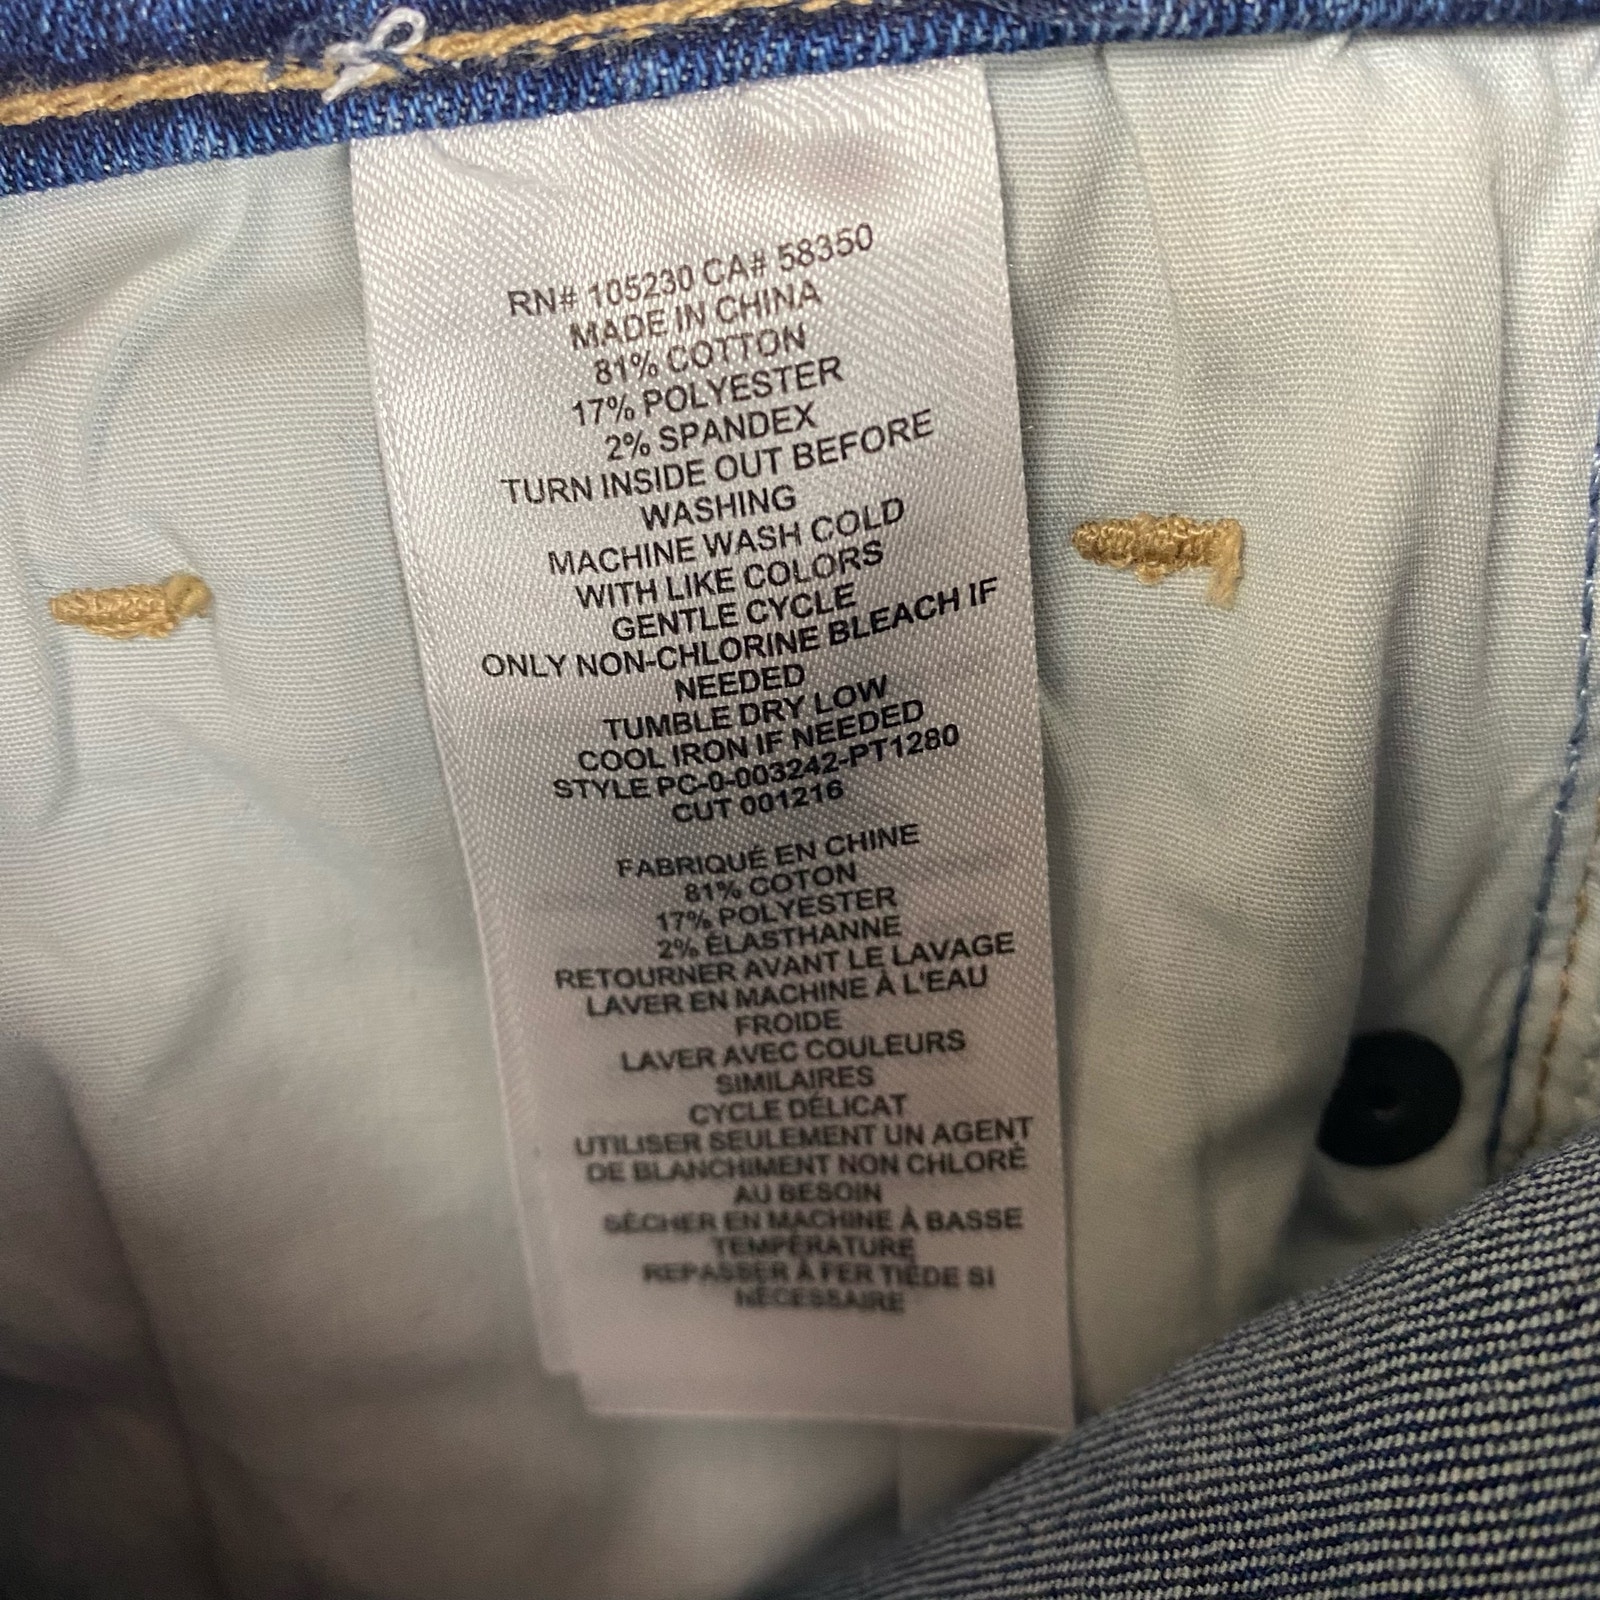 RN# 105230 CA# 58350
MADE IN CHINA
81% COTTON
17% POLYESTER
2% SPANDEX
TURN INSIDE OUT BEFORE
WASHING
MACHINE WASH COLD
WITH LIKE COLORS
GENTLE CYCLE
ONLY NON-CHLORINE BLEACH IF
NEEDED
TUMBLE DRY LOW
COOL IRON IF NEEDED
STYLE PC-0-003242-PT1280
CUT 001216
FABRIQUÉ EN CHINE
81% COTON
17% POLYESTER
2% ÉLASTHANNE
RETOURNER AVANT LE LAVAGE
LAVER EN MACHINE À L'EAU
FROIDE
LAVER AVEC COULEURS
SIMILAIRES
CYCLE DÉLICAT
UTILISER SEULEMENT UN AGENT
DE BLANCHIMENT NON CHLORÉ
AU BESOIN
SÉCHER EN MACHINE À BASSE
TEMPÉRATURE
REPASSER À FER TIÈDE SI
NÉCESSAIRE